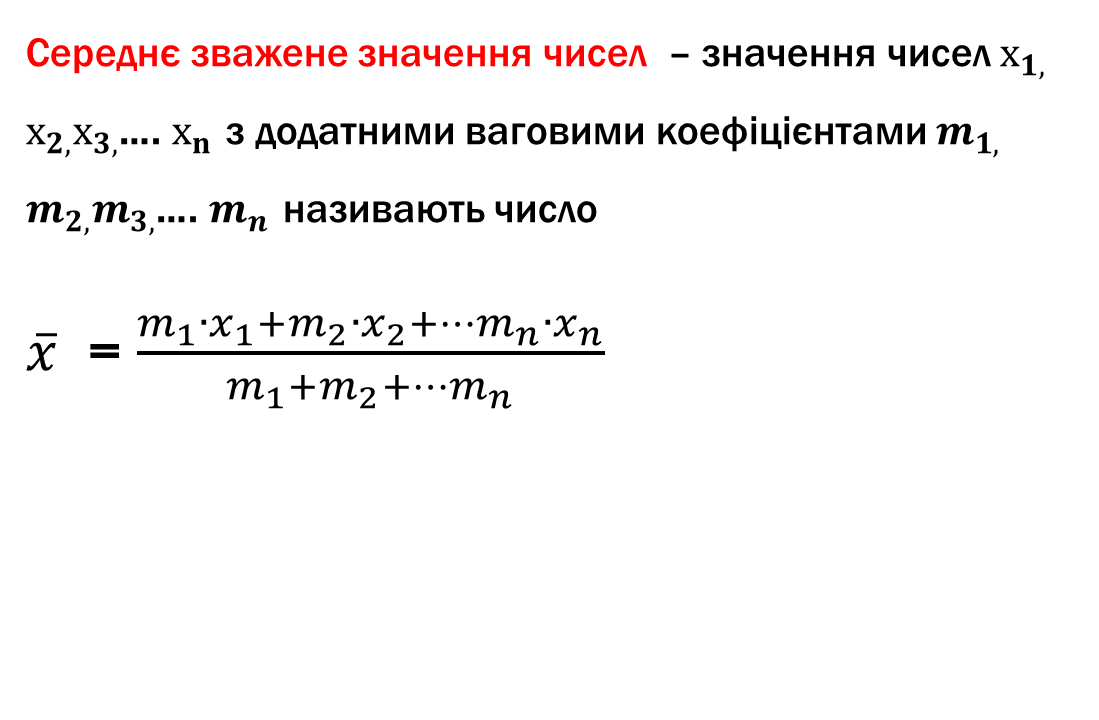 Середнє зважене значення чисел – значення чисел x₁,
x₂,x₃,…. xₙ з додатними ваговими коефіцієнтами m₁,
m₂,m₃,…. mₙ називають число
x̄ = (m₁·x₁+m₂·x₂+⋯mₙ·xₙ)/(m₁+m₂+⋯mₙ)